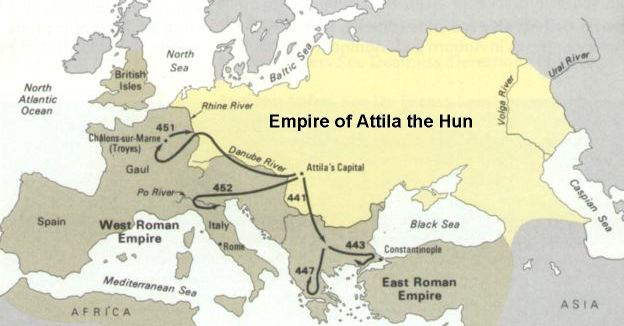 North
Sea
Baltic Sea
British
Isles
North
Atlantic
Ocean
Rhine River
Empire of Attila the Hun
Volga River
Ural River
451
Châlons-sur-Marne
(Troyes)
Danube River
Attila's Capital
Gaul
Po River
452
441
Caspian Sea
Spain
West Roman
Empire
Italy
Rome
Black Sea
443
Constantinople
447
East Roman
Empire
Mediterranean Sea
AFRICA
ASIA